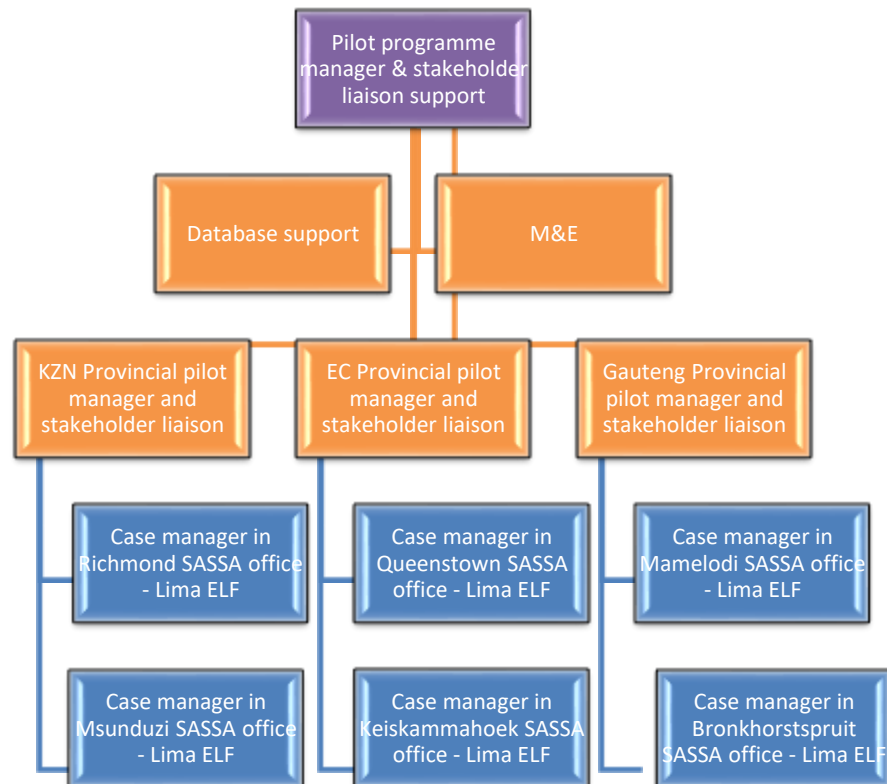 Pilot programme
manager & stakeholder
liaison support
Database support
M&E
KZN Provincial pilot
manager and
stakeholder liaison
EC Provincial pilot
manager and
stakeholder liaison
Gauteng Provincial
pilot manager and
stakeholder liaison
Case manager in
Richmond SASSA office
- Lima ELF
Case manager in
Queenstown SASSA
office - Lima ELF
Case manager in
Mamelodi SASSA office
- Lima ELF
Case manager in
Msunduzi SASSA office
- Lima ELF
Case manager in
Keiskammahoek SASSA
office - Lima ELF
Case manager in
Bronkhorstspruit
SASSA office - Lima ELF